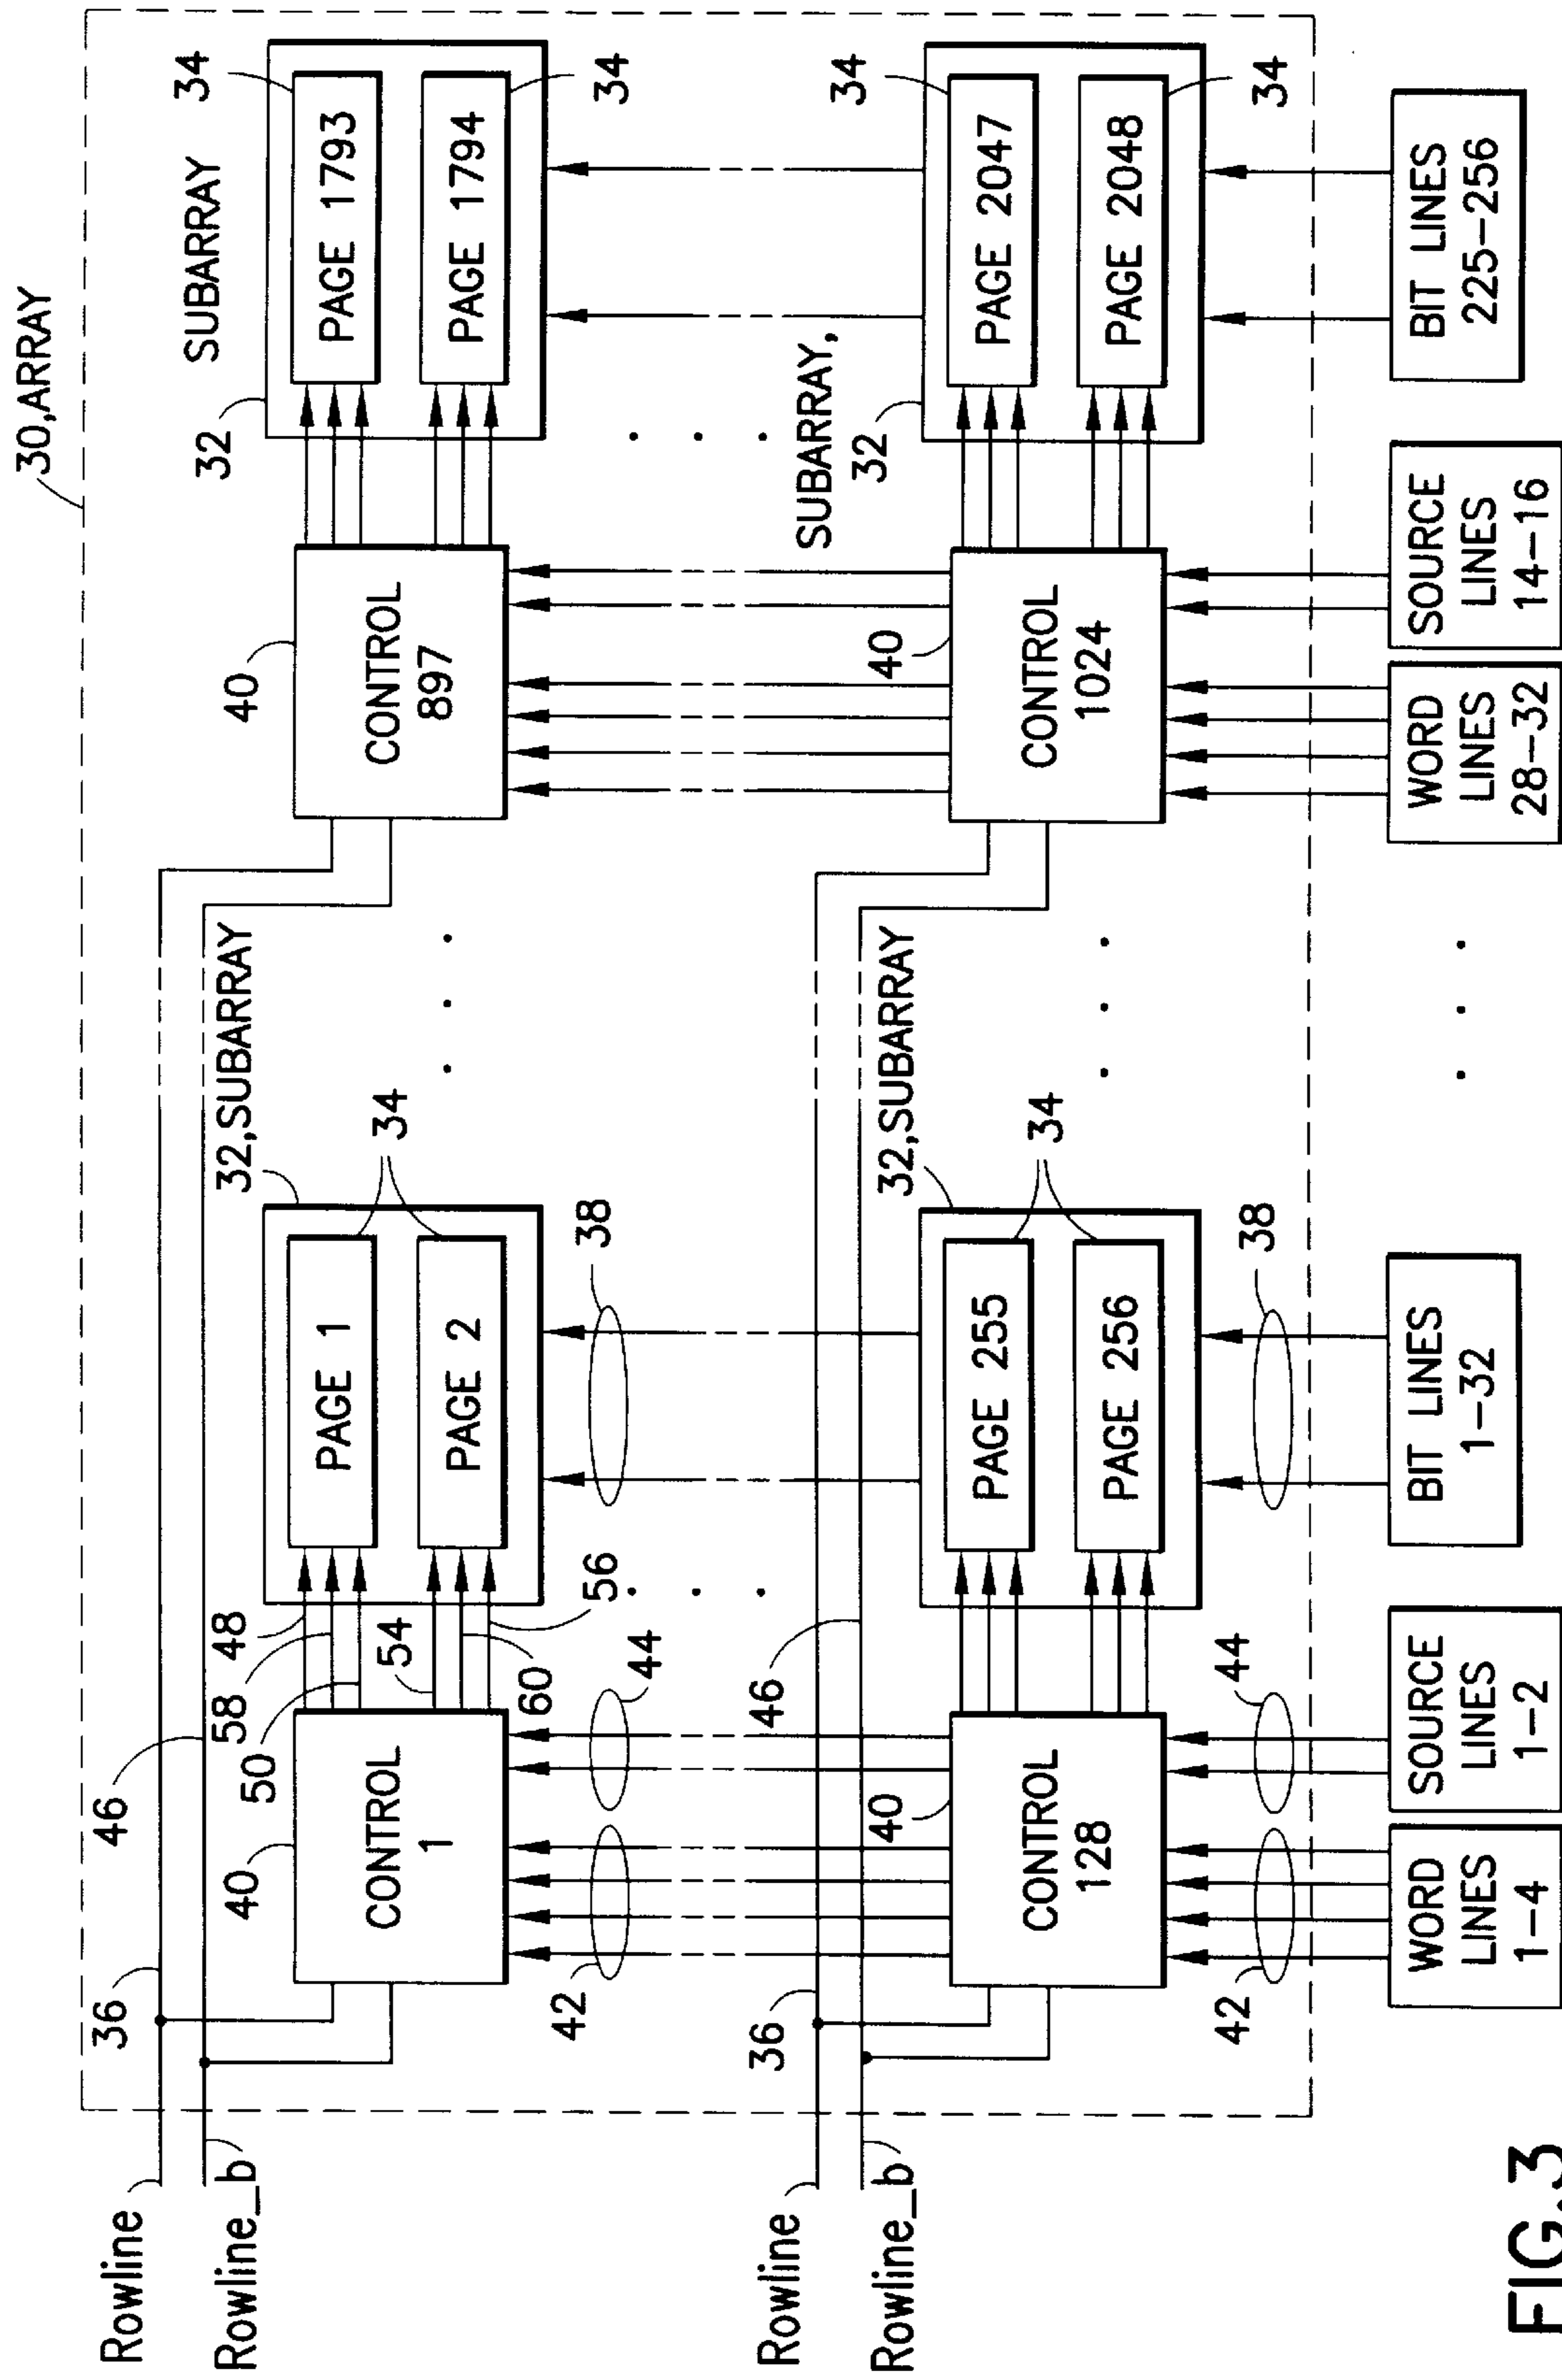 30,ARRAY
Rowline
36
46
Rowline_b
40
CONTROL
1
48
58
50
54
60
56
32,SUBARRAY
PAGE 1
PAGE 2
34
. . .
40
CONTROL
897
SUBARRAY
32
PAGE 1793
34
PAGE 1794
34
42
44
38
. . .
. . .
Rowline
36
46
Rowline_b
40
CONTROL
128
32,SUBARRAY
PAGE 255
PAGE 256
34
. . .
40
CONTROL
1024
SUBARRAY,
32
PAGE 2047
34
PAGE 2048
34
42
44
38
WORD
LINES
1–4
SOURCE
LINES
1–2
BIT LINES
1–32
. . .
WORD
LINES
28–32
SOURCE
LINES
14–16
BIT LINES
225–256
FIG.3